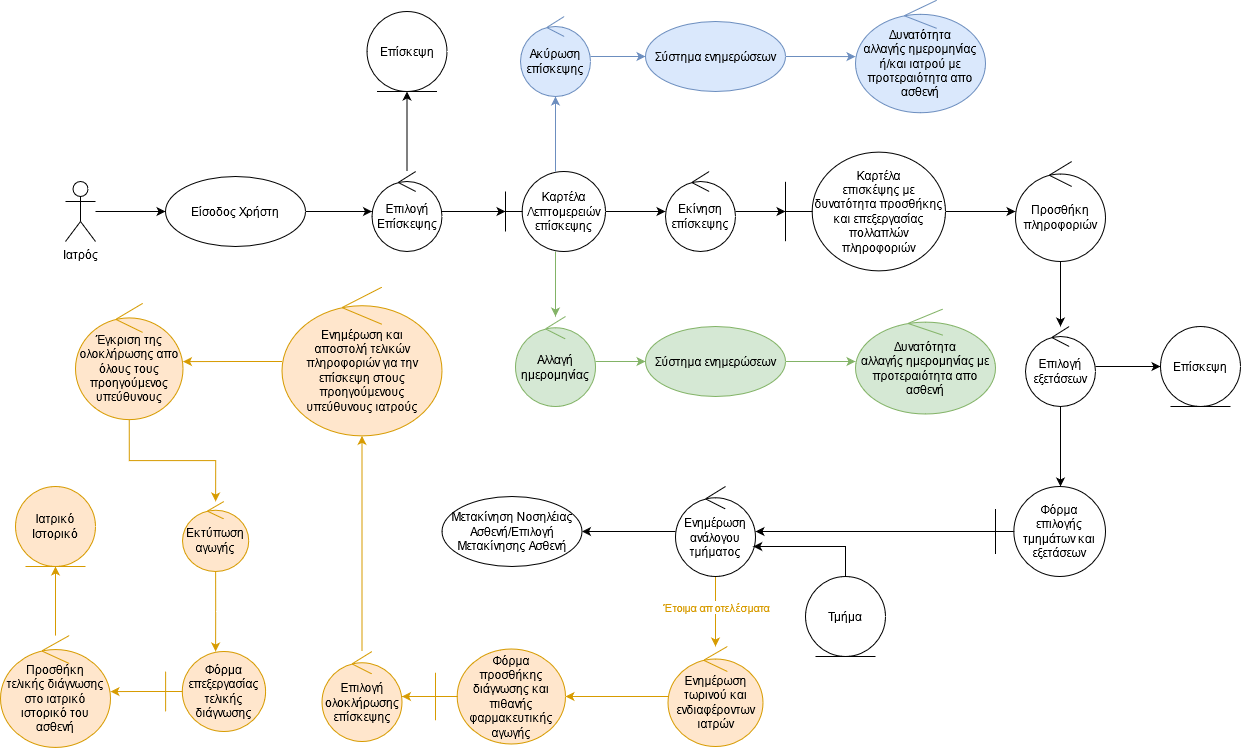 Επίσκεψη
Ακύρωση
επίσκεψης
Σύστημα ενημερώσεων
Δυνατότητα
αλλαγής ημερομηνίας
ή/και ιατρού με
προτεραιότητα απο
ασθενή
Ιατρός
Είσοδος Χρήστη
Επιλογή
Επίσκεψης
Καρτέλα
Λεπτομερειών
επίσκεψης
Εκίνηση
επίσκεψης
Καρτέλα
επισκέψής με
δυνατότητα προσθήκης
και επεξεργασίας
πολλαπλών
πληροφοριών
Προσθήκη
πληροφοριών
Έγκριση της
ολοκλήρωσης απο
όλους τους
προηγούμενος
υπεύθυνους
Ενημέρωση και
αποστολή τελικών
πληροφοριών για την
επίσκεψη στους
προηγούμενους
υπεύθυνους ιατρούς
Αλλαγή
ημερομηνίας
Σύστημα ενημερώσεων
Δυνατότητα
αλλαγής ημερομηνίας με
προτεραιότητα απο
ασθενή
Επιλογή
εξετάσεων
Επίσκεψη
Ιατρικό
Ιστορικό
Εκτύπωση
αγωγής
Μετακίνηση Νοσηλείας
Ασθενή/Επιλογή
Μετακίνησης Ασθενή
Ενημέρωση
ανάλογου
τμήματος
Φόρμα
επιλογής
τμημάτων και
εξετάσεων
Έτοιμα αποτελέσματα
Τμήμα
Προσθήκη
τελικής διάγνωσης
στο ιατρικό
ιστορικό του
ασθενή
Φόρμα
επεξεργασίας
τελικής
διάγνωσης
Επιλογή
ολοκλήρωσης
επίσκεψης
Φόρμα
προσθήκης
διάγνωσης και
πιθανής
φαρμακευτικής
αγωγής
Ενημέρωση
τωρινού και
ενδιαφέροντων
ιατρών